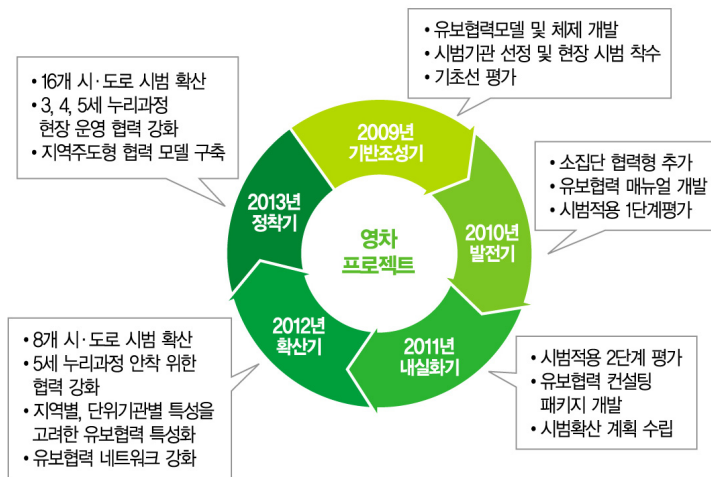 영차
프로젝트
2009년
기반조성기
• 유보협력모델 및 체제 개발
• 시범기관 선정 및 현장 시범 착수
• 기초선 평가
2010년
발전기
• 소집단 협력형 추가
• 유보협력 매뉴얼 개발
• 시범적용 1단계평가
2011년
내실화기
• 시범적용 2단계 평가
• 유보협력 컨설팅
패키지 개발
• 시범확산 계획 수립
2012년
확산기
• 8개 시·도로 시범 확산
• 5세 누리과정 안착 위한
협력 강화
• 지역별, 단위기관별 특성을
고려한 유보협력 특성화
• 유보협력 네트워크 강화
2013년
정착기
• 16개 시·도로 시범 확산
• 3, 4, 5세 누리과정
현장 운영 협력 강화
• 지역주도형 협력 모델 구축